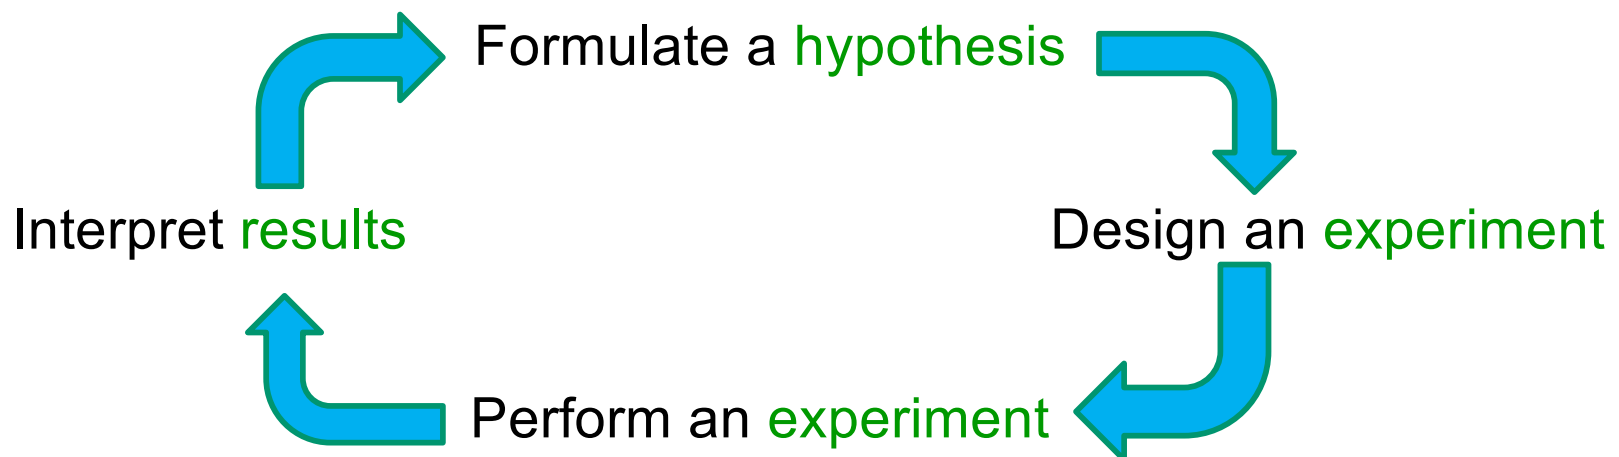 Formulate a hypothesis
Interpret results
Design an experiment
Perform an experiment